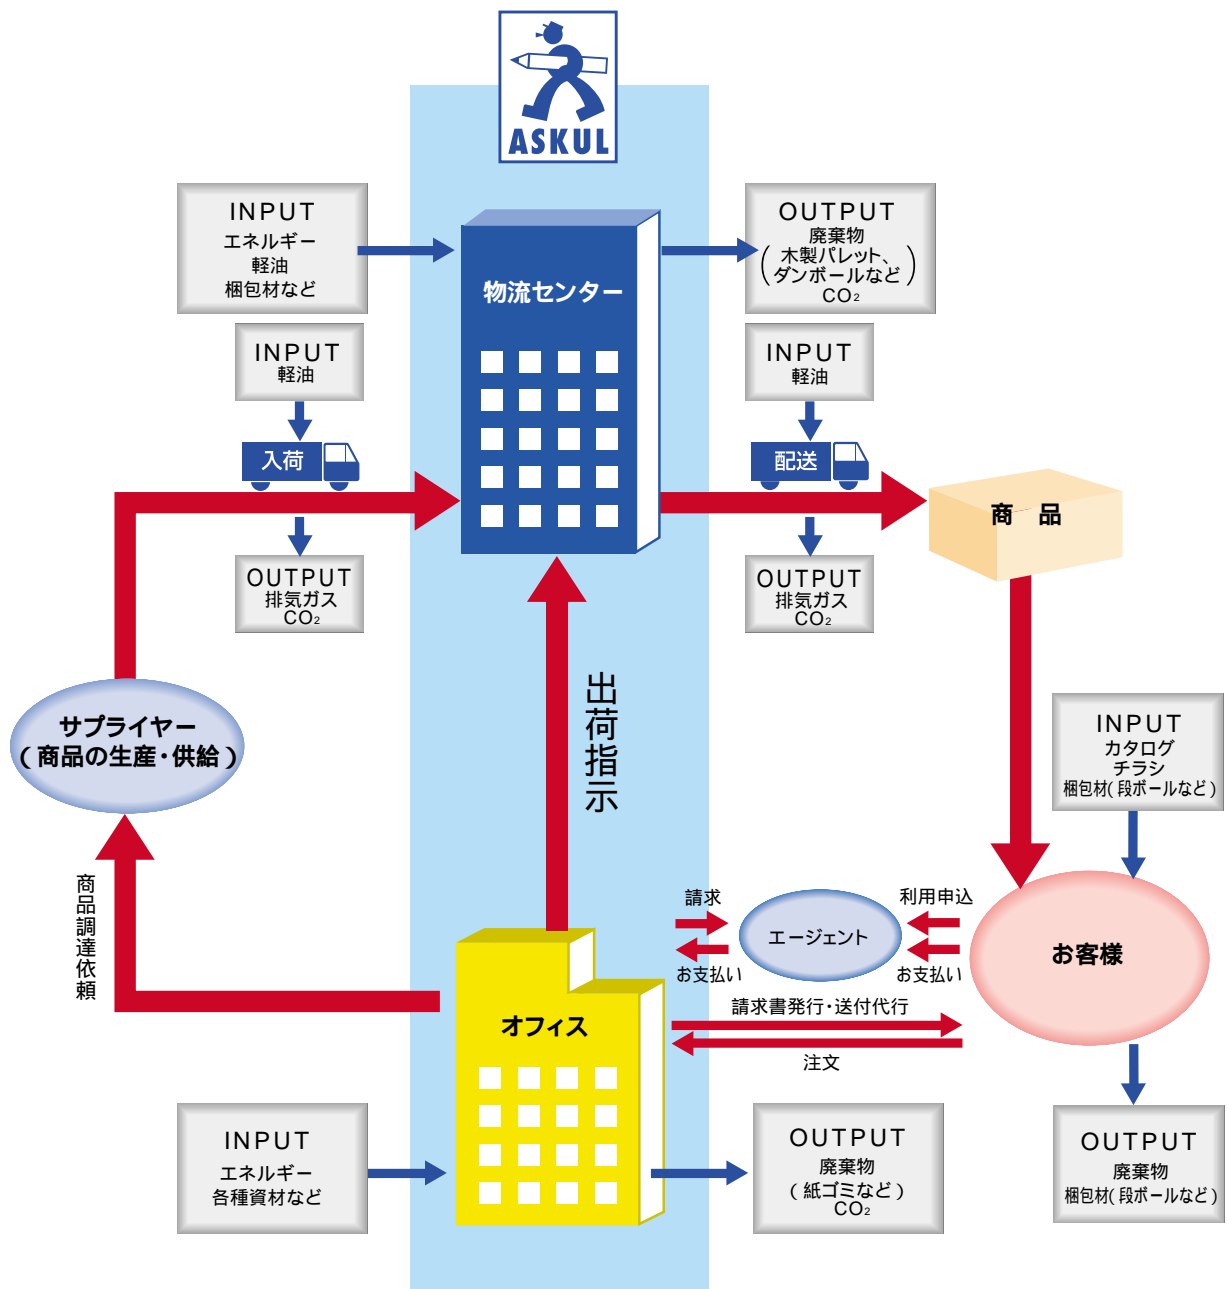 ASKUL
INPUT
エネルギー
軽油
梱包材など
物流センター
OUTPUT
廃棄物
(木製パレット、
ダンボールなど)
CO₂
INPUT
軽油
入荷
OUTPUT
排気ガス
CO₂
INPUT
軽油
配送
OUTPUT
排気ガス
CO₂
商 品
出荷指示
サプライヤー
(商品の生産・供給)
商品調達依頼
INPUT
カタログ
チラシ
梱包材(段ボールなど)
請求
エージェント
利用申込
お支払い
お支払い
お客様
請求書発行・送付代行
注文
オフィス
INPUT
エネルギー
各種資材など
OUTPUT
廃棄物
(紙ゴミなど)
CO₂
OUTPUT
廃棄物
梱包材(段ボールなど)